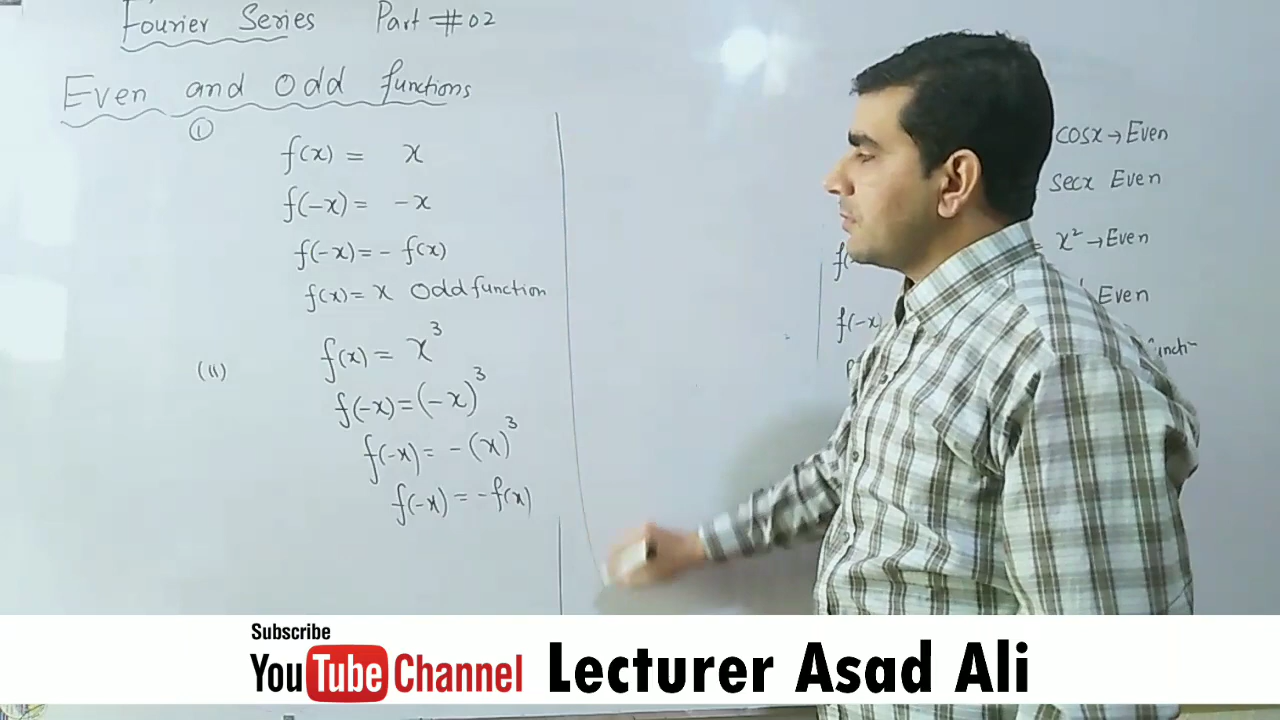 Fourier Series Part # 02
Even and Odd functions
①
f(x) = x
f(-x) = -x
f(-x) = - f(x)
f(x) = x Odd function
(ii)
f(x) = x³
f(-x) = (-x)³
f(-x) = -(x)³
f(-x) = -f(x)
cosx → Even
secx Even
= x² → Even
Even
f(-x)
Subscribe
YouTube Channel
Lecturer Asad Ali